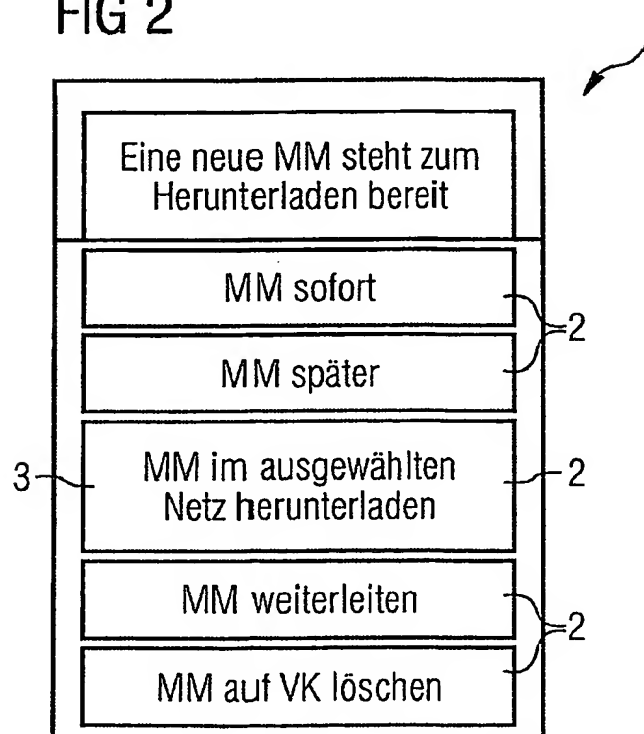 FIG 2
Eine neue MM steht zum
Herunterladen bereit
MM sofort
2
MM später
3
MM im ausgewählten
Netz herunterladen
2
MM weiterleiten
2
MM auf VK löschen